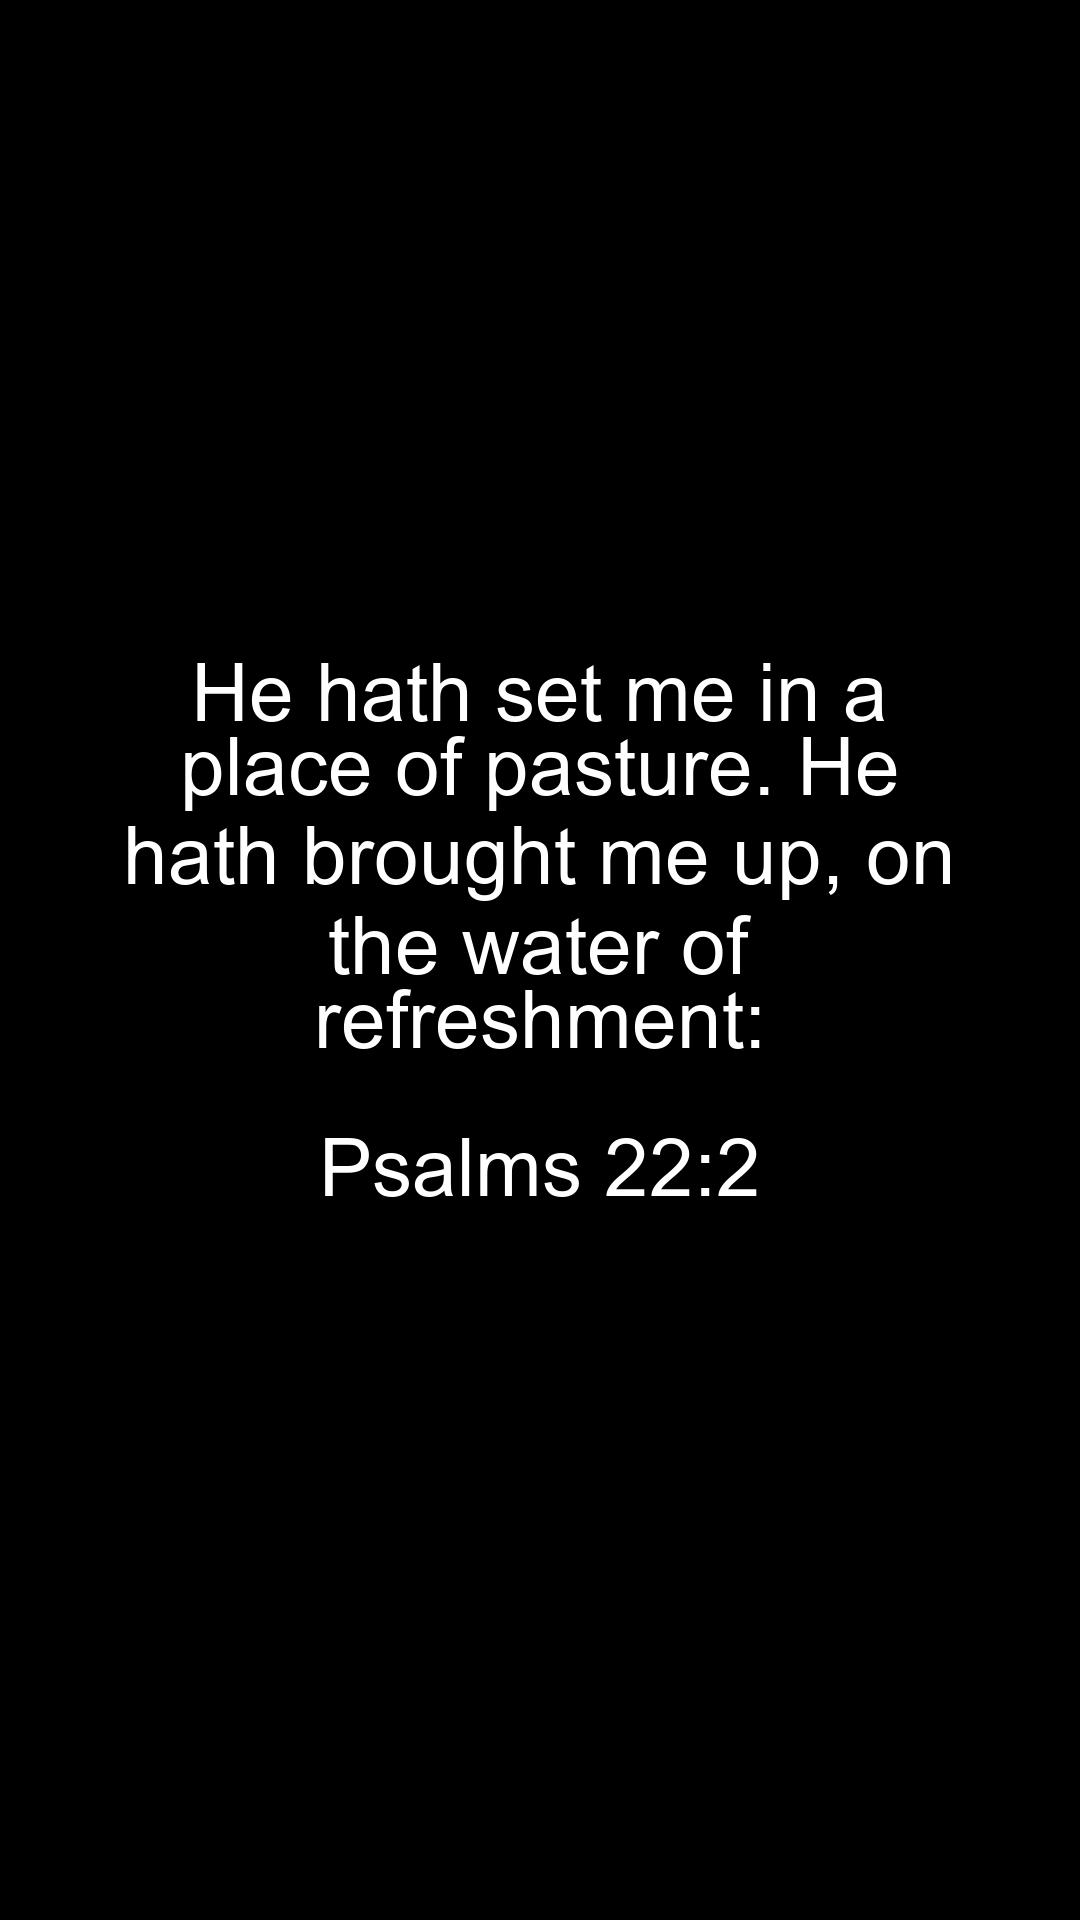 He hath set me in a
place of pasture. He
hath brought me up, on
the water of
refreshment:
Psalms 22:2